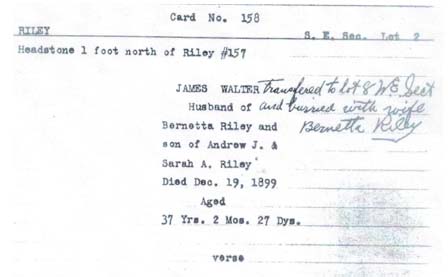 Card No. 158
RILEY S. E. Sec. Lot 2
Headstone 1 foot north of Riley #157
JAMES WALTER Transfered to lot 8 N.E. Sect
Husband of and burried with wife
Bernetta Riley and Bernetta Riley
son of Andrew J. &
Sarah A. Riley
Died Dec. 19, 1899
Aged
37 Yrs. 2 Mos. 27 Dys.
verse